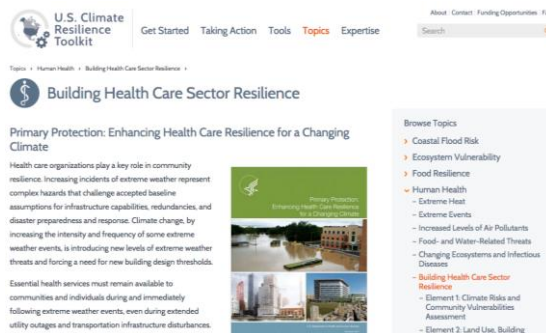 U.S. Climate
Resilience
Toolkit
Get Started Taking Action Tools Topics Expertise
About Contact Funding Opportunities
Search
Topics › Human Health › Building Health Care Sector Resilience ›
Building Health Care Sector Resilience
Primary Protection: Enhancing Health Care Resilience for a Changing
Climate
Health care organizations play a key role in community
resilience. Increasing incidents of extreme weather represent
complex hazards that challenge accepted baseline
assumptions for infrastructure capabilities, redundancies, and
disaster preparedness and response. Climate change, by
increasing the intensity and frequency of some extreme
weather events, is introducing new levels of extreme weather
threats and forcing a need for new building design thresholds.
Essential health services must remain available to
communities and individuals during and immediately
following extreme weather events, even during extended
utility outages and transportation infrastructure disturbances.
Primary Protection:
Enhancing Health Care Resilience
for a Changing Climate
Browse Topics
› Coastal Flood Risk
› Ecosystem Vulnerability
› Food Resilience
Human Health
– Extreme Heat
– Extreme Events
– Increased Levels of Air Pollutants
– Food- and Water-Related Threats
– Changing Ecosystems and Infectious
Diseases
– Building Health Care Sector
Resilience
– Element 1: Climate Risks and
Community Vulnerabilities
Assessment
– Element 2: Land Use, Building